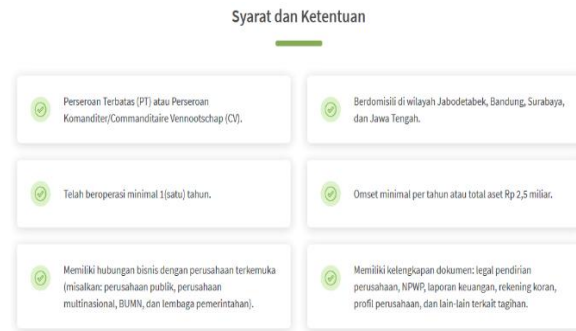 Syarat dan Ketentuan
Perseroan Terbatas (PT) atau Perseroan
Komanditer/Commanditaire Vennootschap (CV).
Berdomisili di wilayah Jabodetabek, Bandung, Surabaya,
dan Jawa Tengah.
Telah beroperasi minimal 1(satu) tahun.
Omset minimal per tahun atau total aset Rp 2,5 miliar.
Memiliki hubungan bisnis dengan perusahaan terkemuka
(misalkan: perusahaan publik, perusahaan
multinasional, BUMN, dan lembaga pemerintahan).
Memiliki kelengkapan dokumen: legal pendirian
perusahaan, NPWP, laporan keuangan, rekening koran,
profil perusahaan, dan lain-lain terkait tagihan.